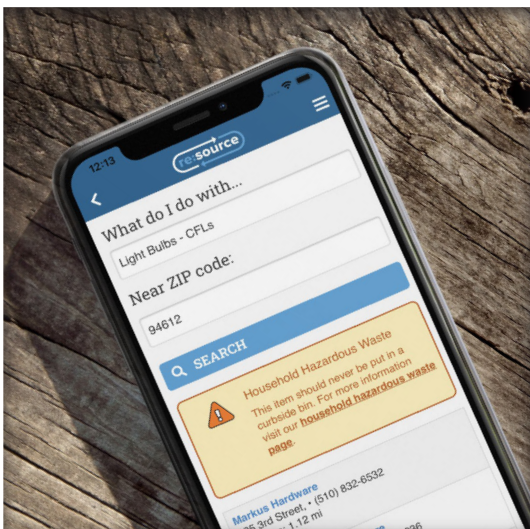 12:13
re:source
What do I do with...
Light Bulbs - CFLs
Near ZIP code:
94612
SEARCH
Household Hazardous Waste
This item should never be put in a
curbside bin. For more information
visit our household hazardous waste
page.
Markus Hardware
3rd Street, • (510) 832-6532
1.12 mi